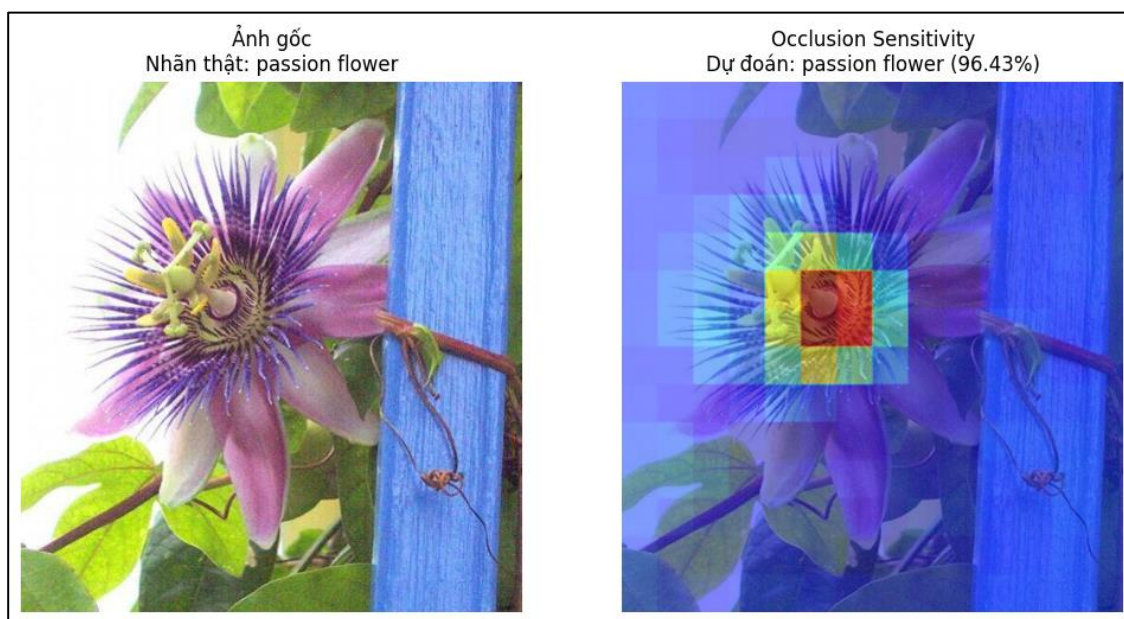 Ảnh gốc
Nhãn thật: passion flower
Occlusion Sensitivity
Dự đoán: passion flower (96.43%)